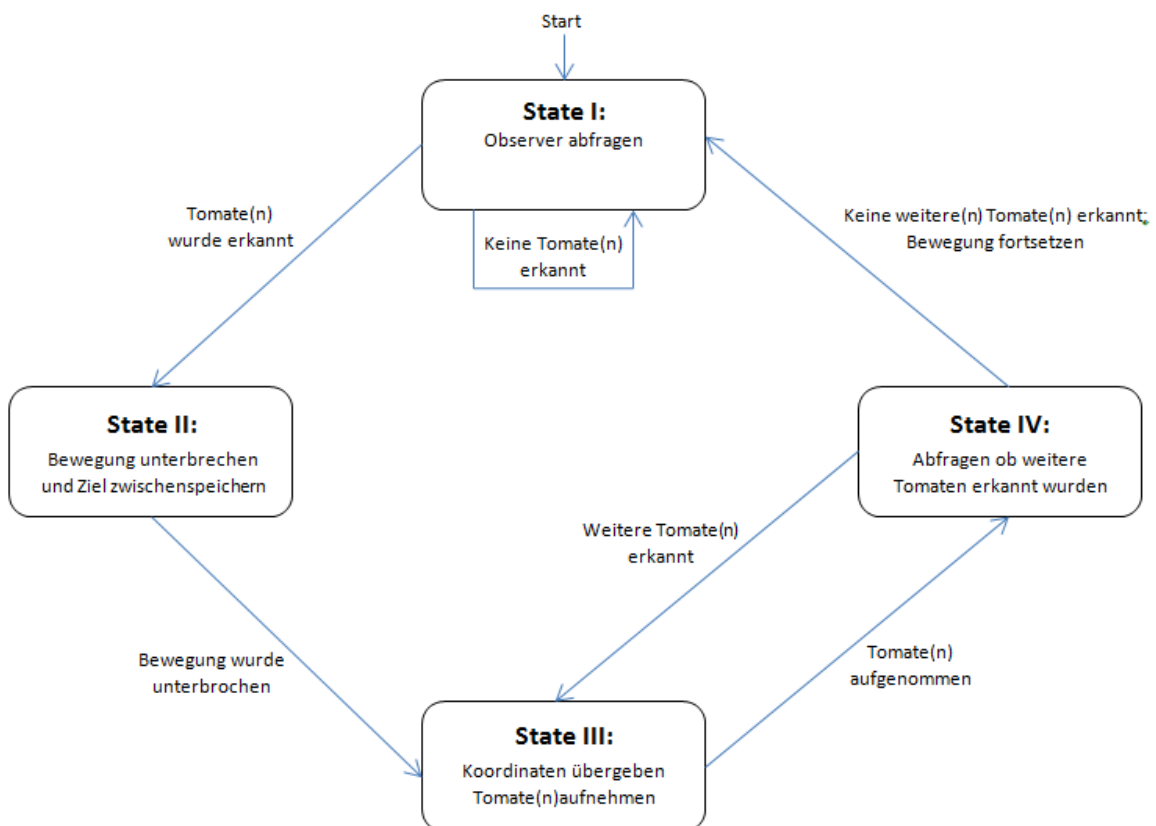 Start
State I:
Observer abfragen
Tomate(n)
wurde erkannt
Keine Tomate(n)
erkannt
Keine weitere(n) Tomate(n) erkannt;
Bewegung fortsetzen
State II:
Bewegung unterbrechen
und Ziel zwischenspeichern
State IV:
Abfragen ob weitere
Tomaten erkannt wurden
Weitere Tomate(n)
erkannt
Bewegung wurde
unterbrochen
Tomate(n)
aufgenommen
State III:
Koordinaten übergeben
Tomate(n)aufnehmen